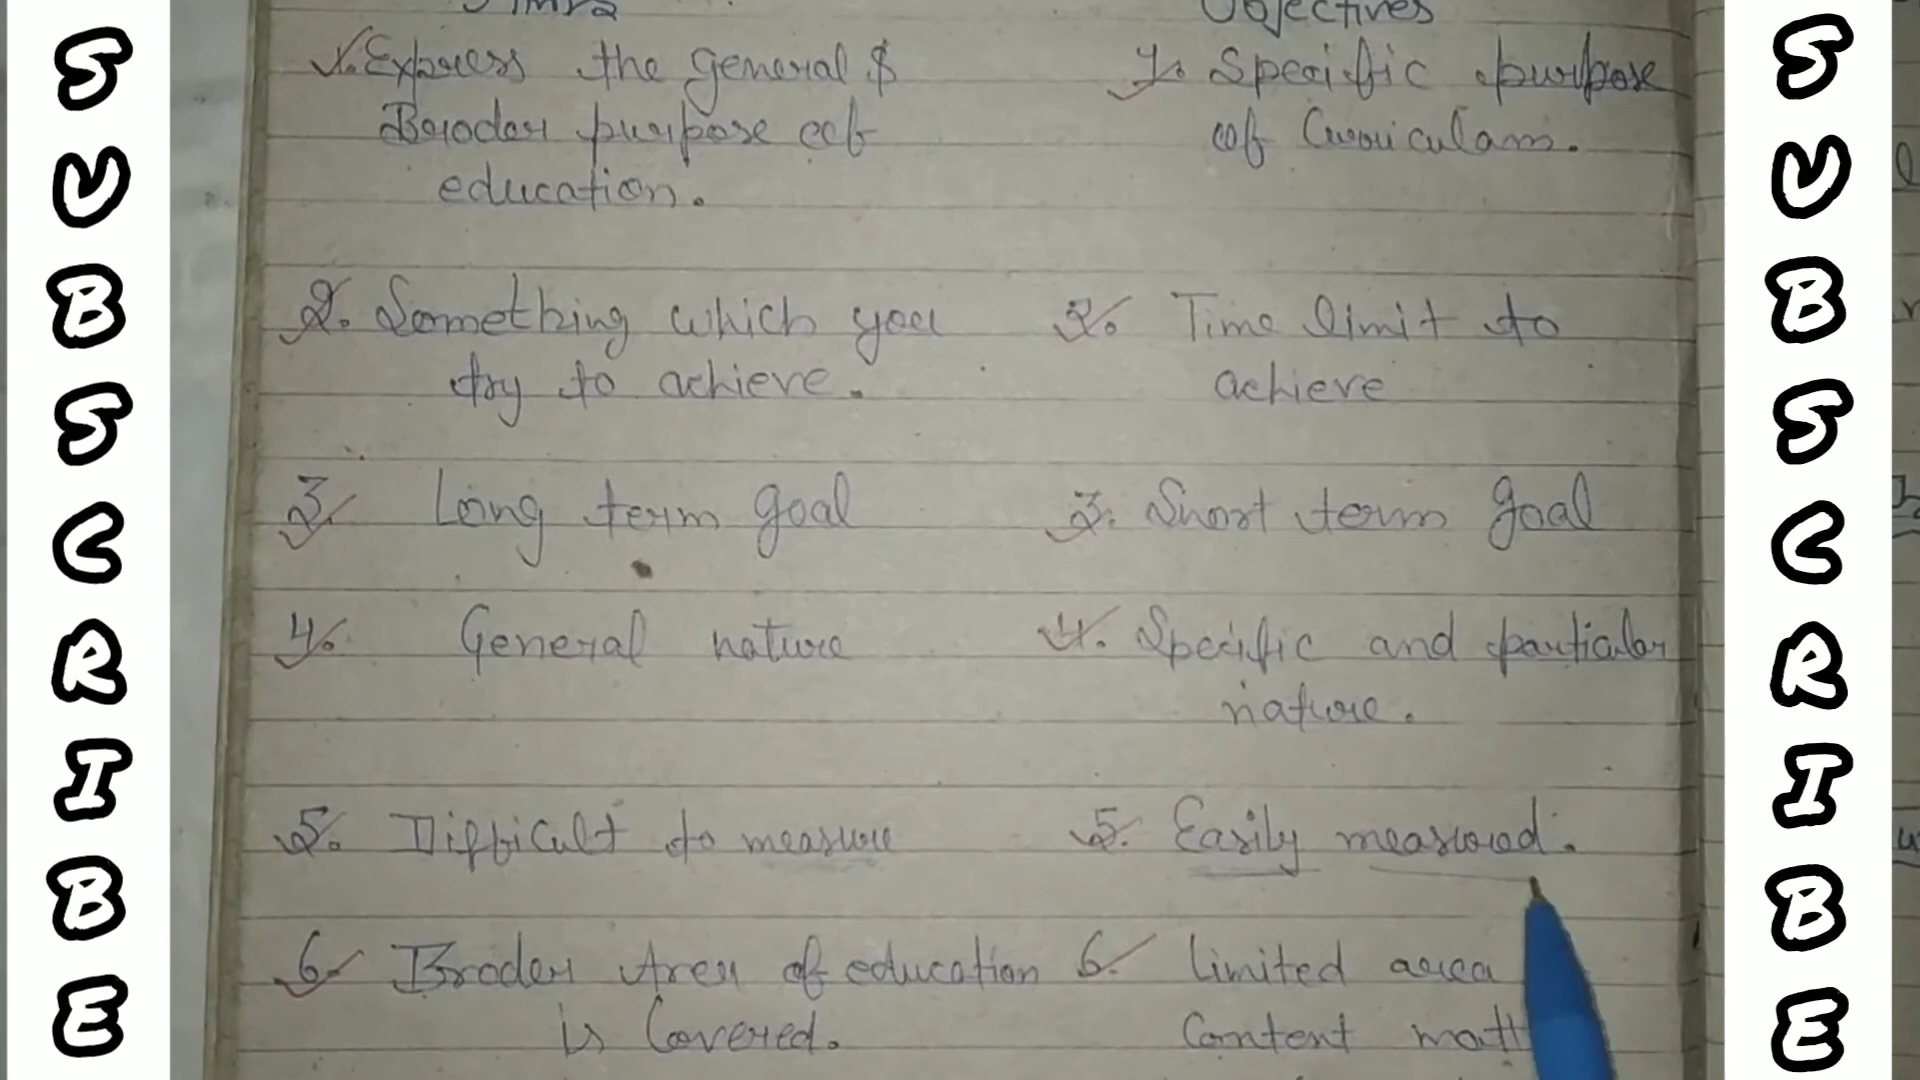 Aims
Objectives
1. Express the general &
Broder purpose of
education.
1. Specific purpose
of Curriculam.
2. Something which you
try to achieve.
2. Time limit to
achieve
3. Long term goal
3. Short term goal
4. General nature
4. Specific and particular
nature.
5. Difficult to measure
5. Easily measured.
6. Broder Area of education
is Covered.
6. limited area
Content matt
SUBSCRIBE
SUBSCRIBE